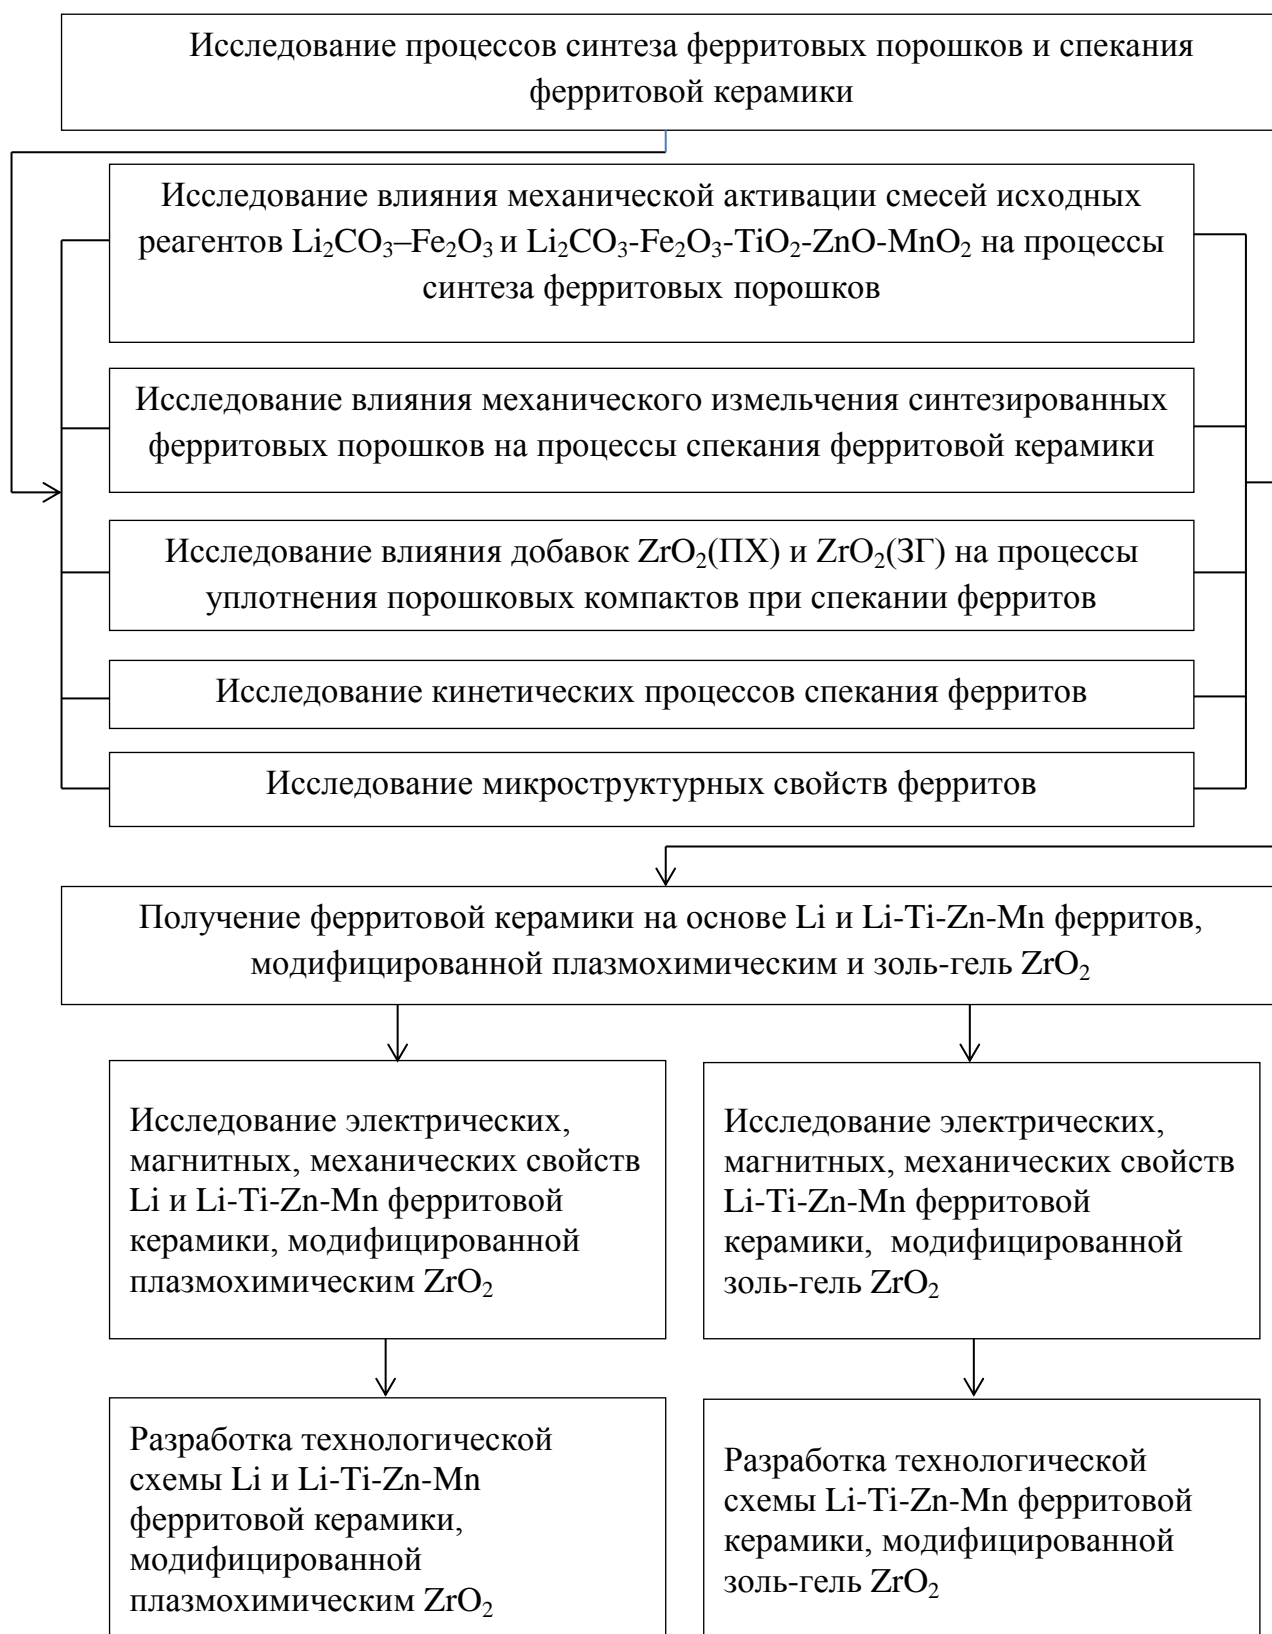 Исследование процессов синтеза ферритовых порошков и спекания
ферритовой керамики
Исследование влияния механической активации смесей исходных
реагентов Li₂CO₃–Fe₂O₃ и Li₂CO₃-Fe₂O₃-TiO₂-ZnO-MnO₂ на процессы
синтеза ферритовых порошков
Исследование влияния механического измельчения синтезированных
ферритовых порошков на процессы спекания ферритовой керамики
Исследование влияния добавок ZrO₂(ПХ) и ZrO₂(ЗГ) на процессы
уплотнения порошковых компактов при спекании ферритов
Исследование кинетических процессов спекания ферритов
Исследование микроструктурных свойств ферритов
Получение ферритовой керамики на основе Li и Li-Ti-Zn-Mn ферритов,
модифицированной плазмохимическим и золь-гель ZrO₂
Исследование электрических,
магнитных, механических свойств
Li и Li-Ti-Zn-Mn ферритовой
керамики, модифицированной
плазмохимическим ZrO₂
Исследование электрических,
магнитных, механических свойств
Li-Ti-Zn-Mn ферритовой
керамики, модифицированной
золь-гель ZrO₂
Разработка технологической
схемы Li и Li-Ti-Zn-Mn
ферритовой керамики,
модифицированной
плазмохимическим ZrO₂
Разработка технологической
схемы Li-Ti-Zn-Mn ферритовой
керамики, модифицированной
золь-гель ZrO₂